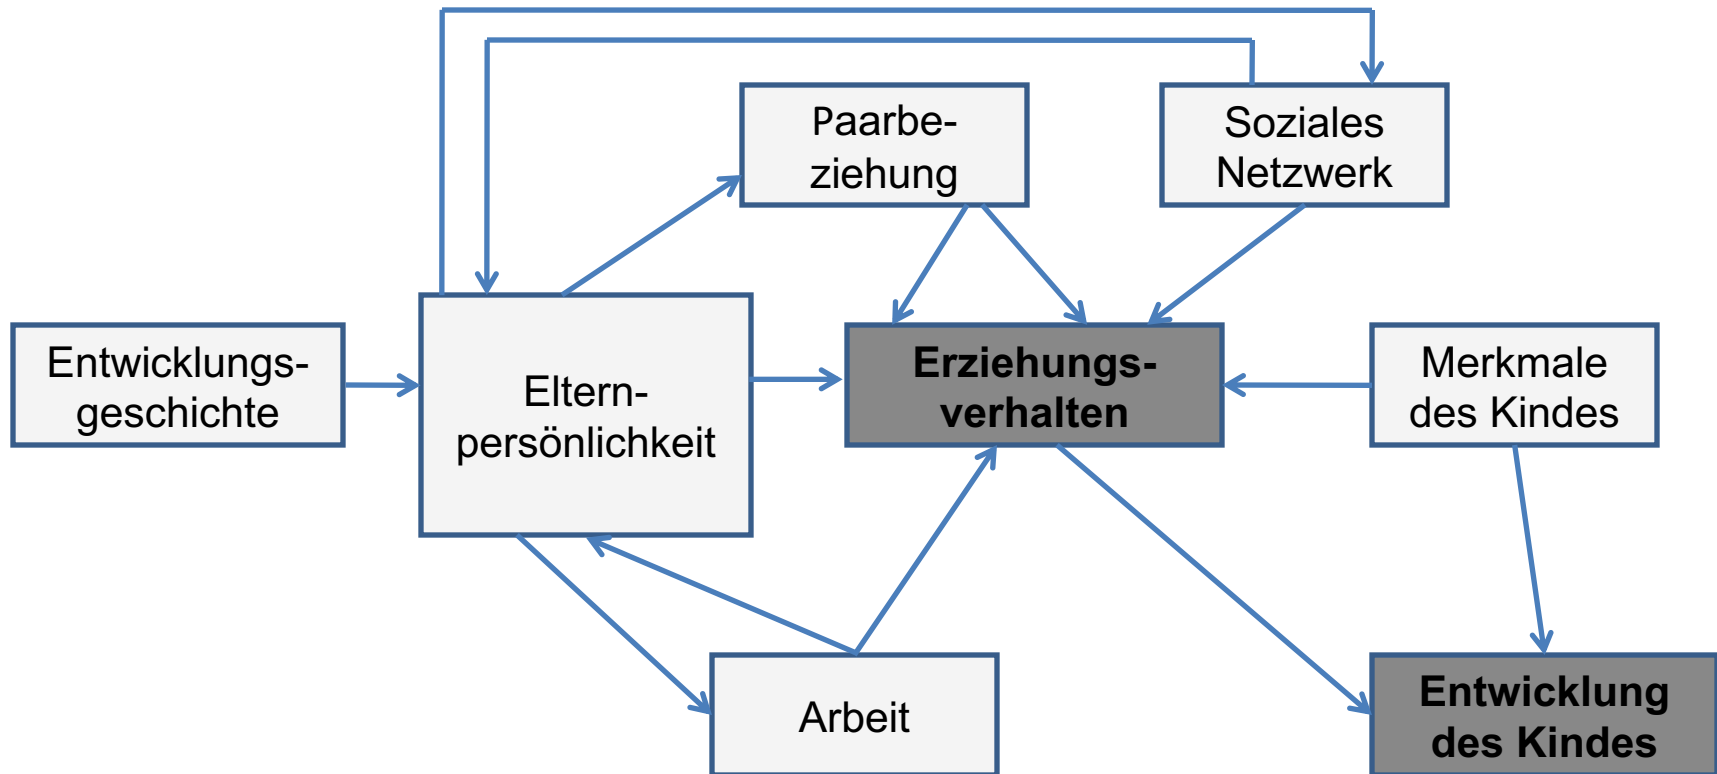 Paarbe-
ziehung
Soziales
Netzwerk
Entwicklungs-
geschichte
Eltern-
persönlichkeit
Erziehungs-
verhalten
Merkmale
des Kindes
Arbeit
Entwicklung
des Kindes